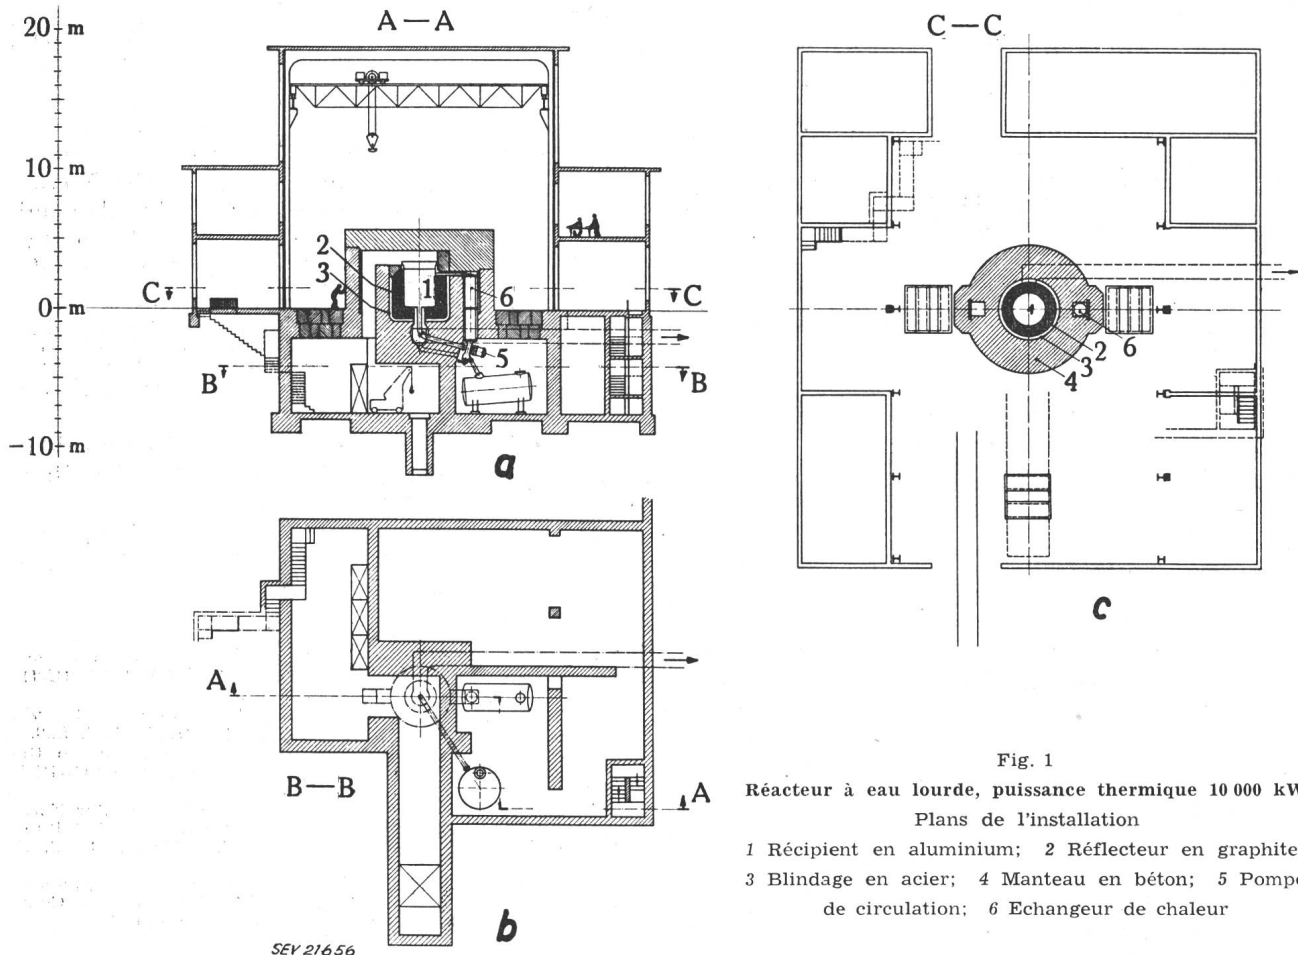 A—A
20 m
10 m
0 m
−10 m
2
3
1
6
5
C
C
B
B
a
C—C
2
6
3
4
c
A
A
B—B
b
SEV 21656
Fig. 1
Réacteur à eau lourde, puissance thermique 10 000 kW
Plans de l'installation
1 Récipient en aluminium; 2 Réflecteur en graphite
3 Blindage en acier; 4 Manteau en béton; 5 Pompe
de circulation; 6 Echangeur de chaleur